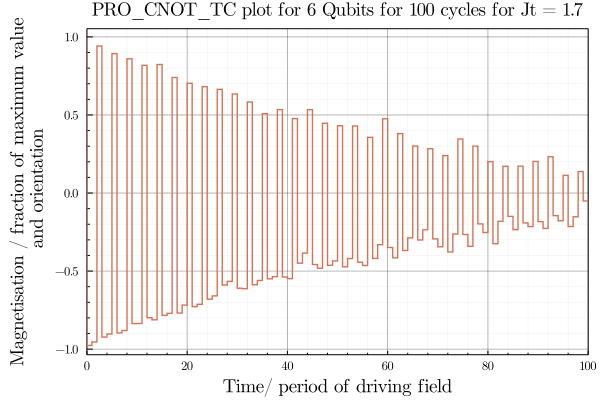 PRO_CNOT_TC plot for 6 Qubits for 100 cycles for Jt = 1.7
Magnetisation / fraction of maximum value
and orientation
1.0
0.5
0.0
−0.5
−1.0
0 20 40 60 80 100
Time/ period of driving field